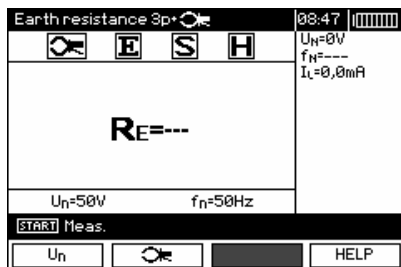 Earth resistance 3p+ 08:47
E S H
UN=0V
fN=---
IL=0,0mA
RE=---
Un=50V fn=50Hz
START Meas.
Un HELP